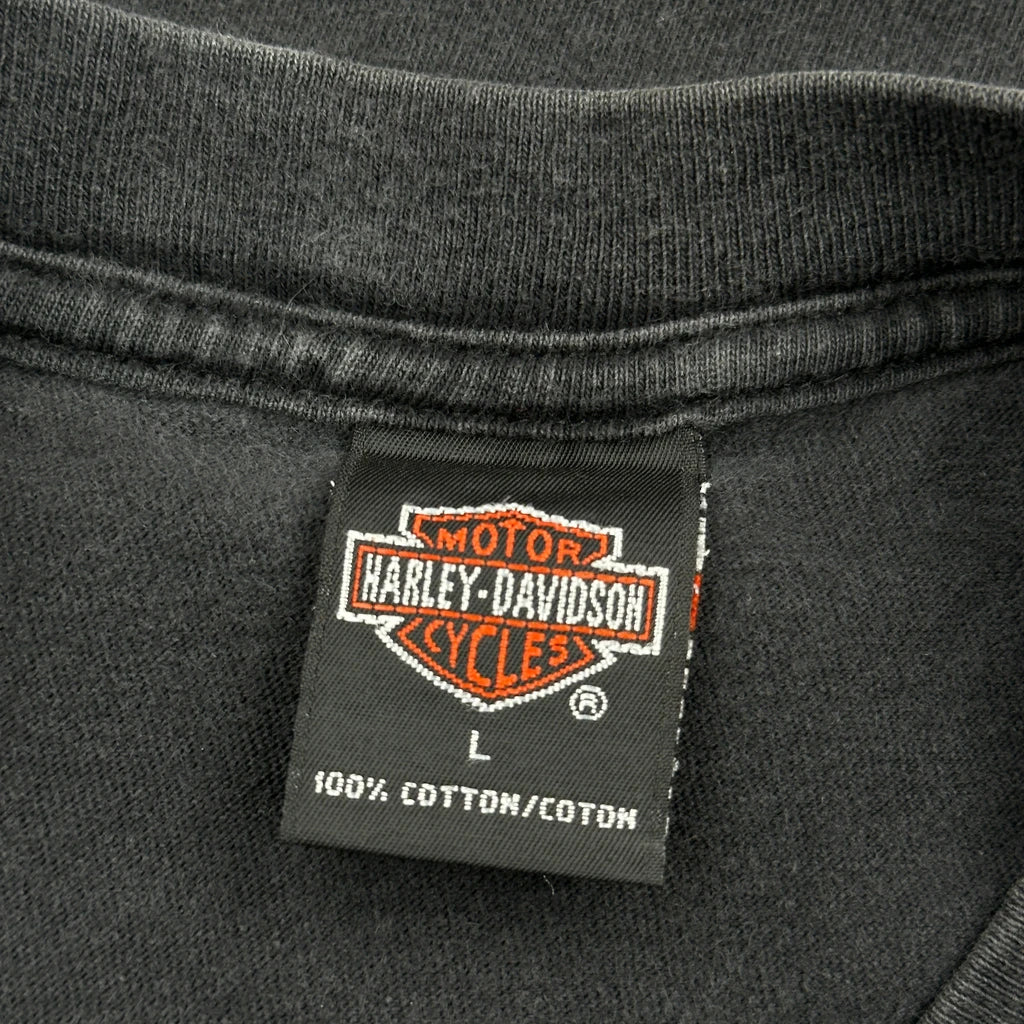 MOTOR
HARLEY-DAVIDSON
CYCLES
®
L
100% COTTON/COTON